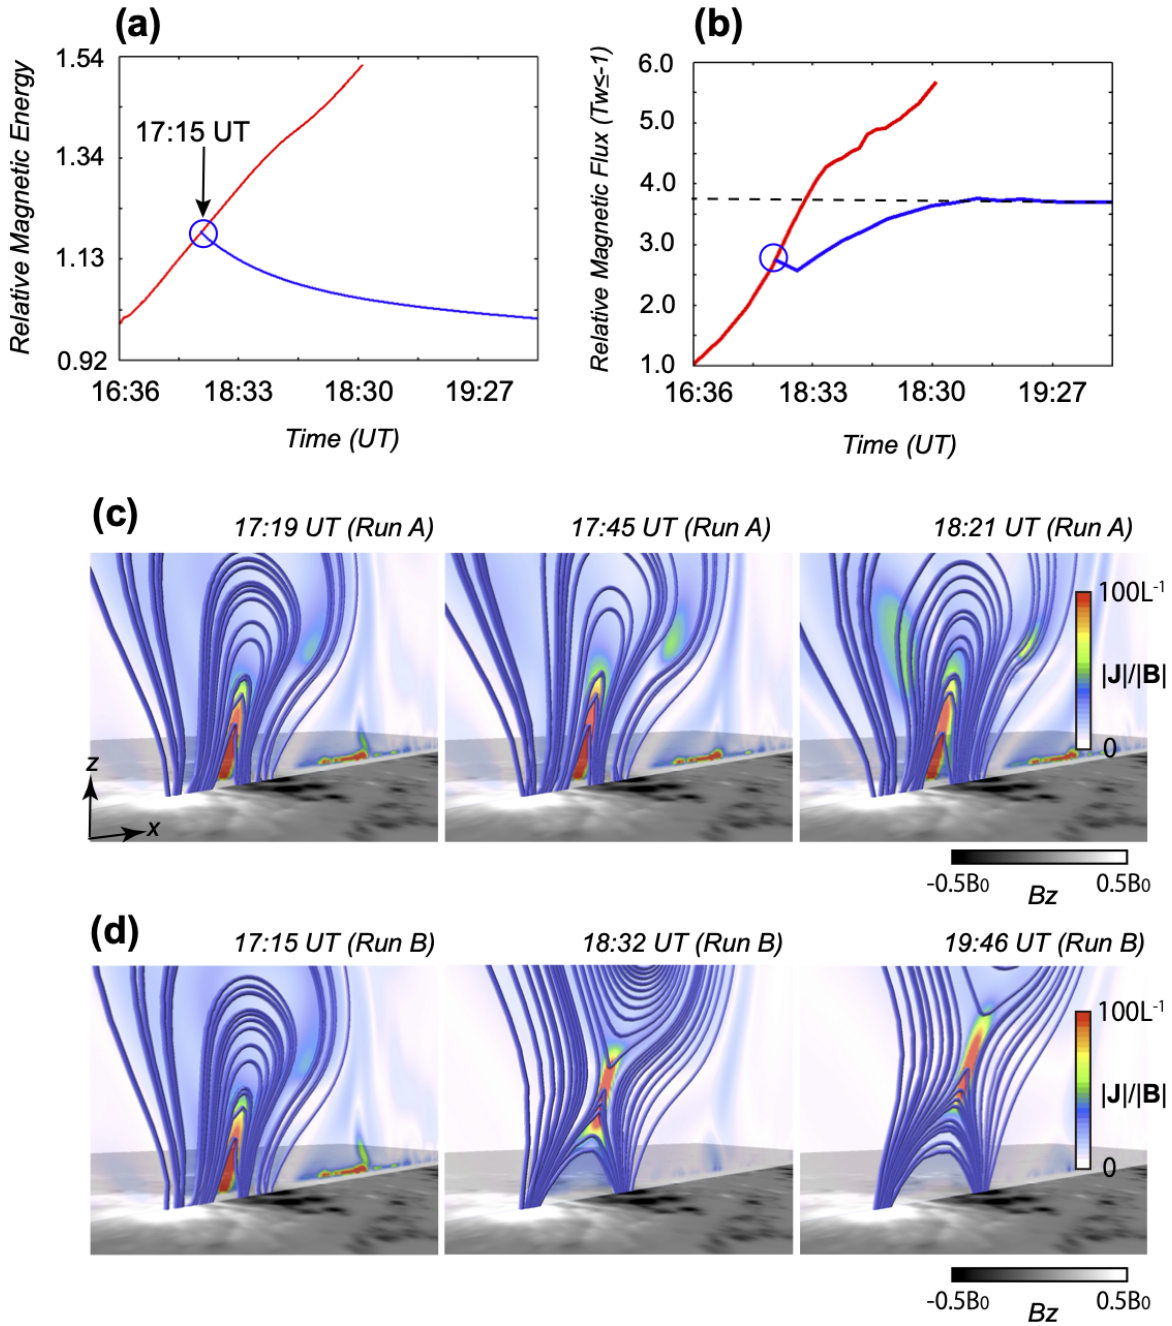 (a)
Relative Magnetic Energy
1.54
1.34
1.13
0.92
17:15 UT
16:36
18:33
18:30
19:27
Time (UT)
(b)
Relative Magnetic Flux (Tw≤-1)
6.0
5.0
4.0
3.0
2.0
1.0
16:36
18:33
18:30
19:27
Time (UT)
(c)
17:19 UT (Run A)
17:45 UT (Run A)
18:21 UT (Run A)
100L⁻¹
|J|/|B|
0
z
x
-0.5B₀
0.5B₀
Bz
(d)
17:15 UT (Run B)
18:32 UT (Run B)
19:46 UT (Run B)
100L⁻¹
|J|/|B|
0
-0.5B₀
0.5B₀
Bz